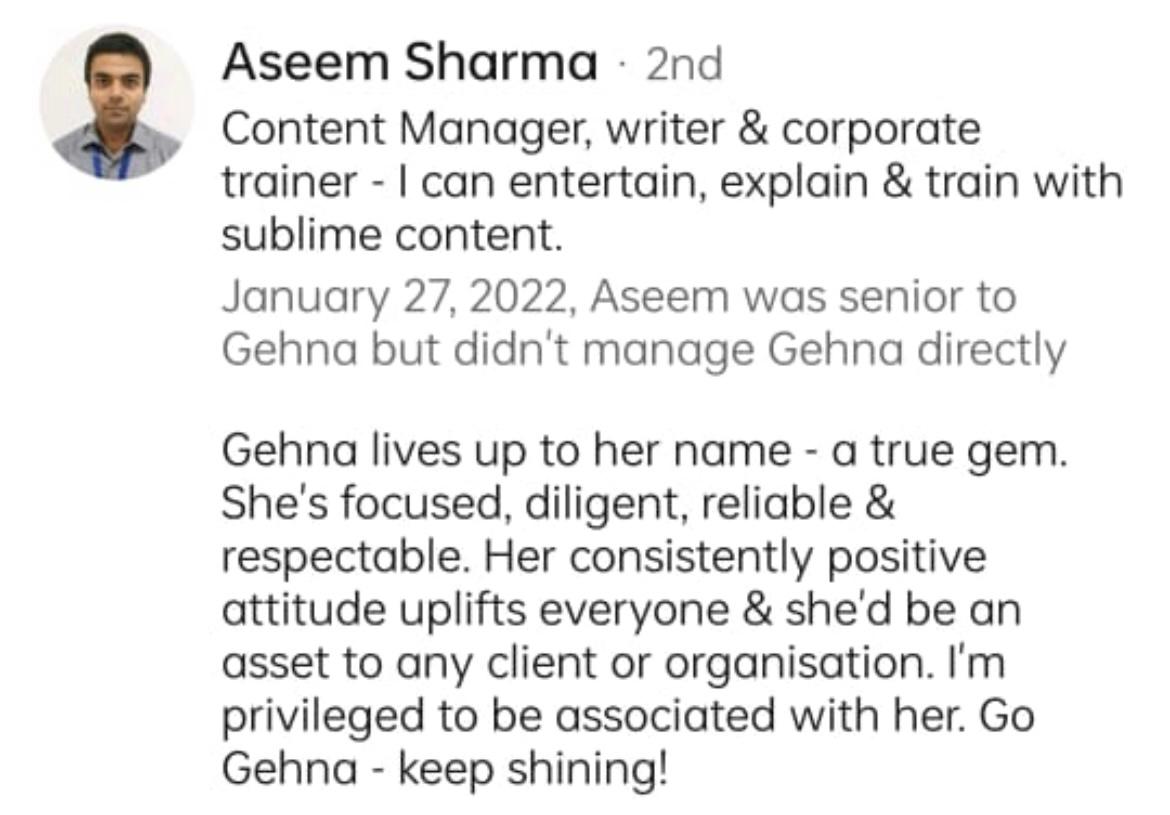 Aseem Sharma · 2nd
Content Manager, writer & corporate
trainer - I can entertain, explain & train with
sublime content.
January 27, 2022, Aseem was senior to
Gehna but didn't manage Gehna directly
Gehna lives up to her name - a true gem.
She's focused, diligent, reliable &
respectable. Her consistently positive
attitude uplifts everyone & she'd be an
asset to any client or organisation. I'm
privileged to be associated with her. Go
Gehna - keep shining!